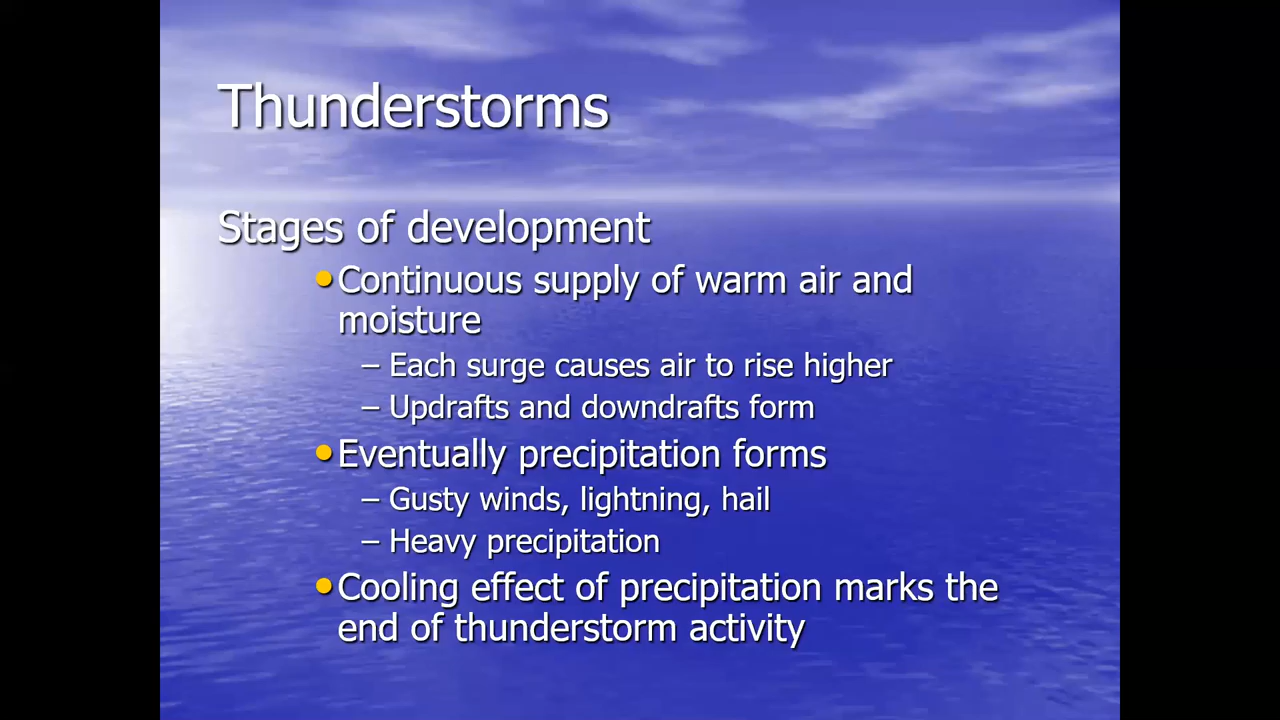 Thunderstorms
Stages of development
•Continuous supply of warm air and
moisture
– Each surge causes air to rise higher
– Updrafts and downdrafts form
•Eventually precipitation forms
– Gusty winds, lightning, hail
– Heavy precipitation
•Cooling effect of precipitation marks the
end of thunderstorm activity